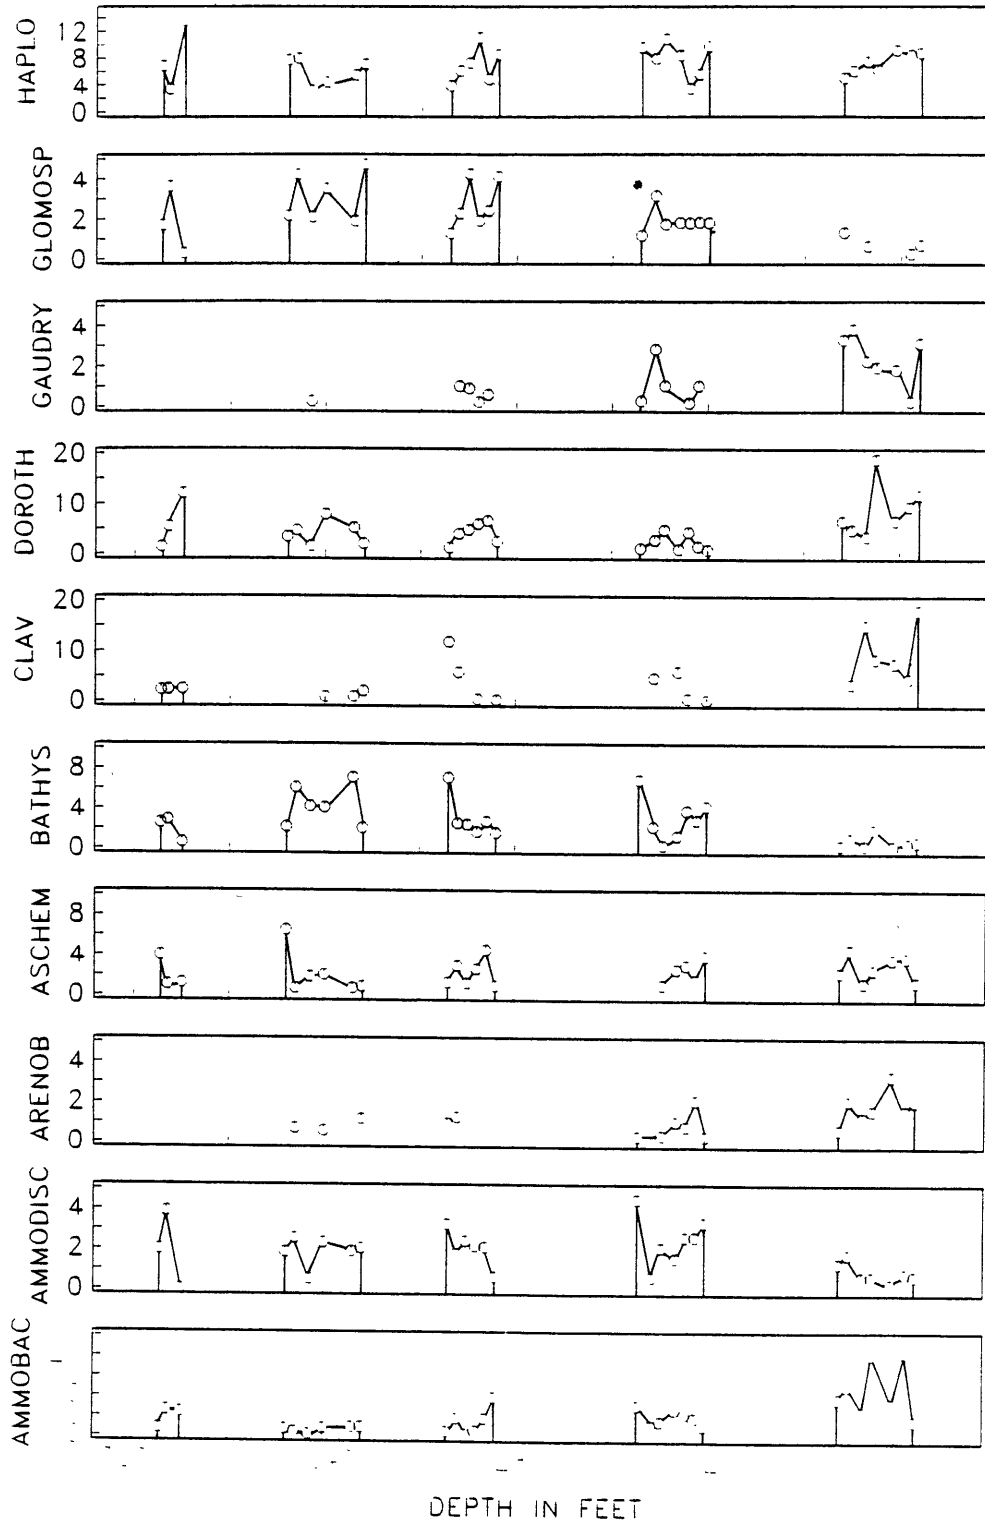 HAPLO
12
8
4
0
GLOMOSP
4
2
0
GAUDRY
4
2
0
DOROTH
20
10
0
CLAV
20
10
0
BATHYS
8
4
0
ASCHEM
8
4
0
ARENOB
4
2
0
AMMODISC
4
2
0
AMMOBAC
DEPTH IN FEET